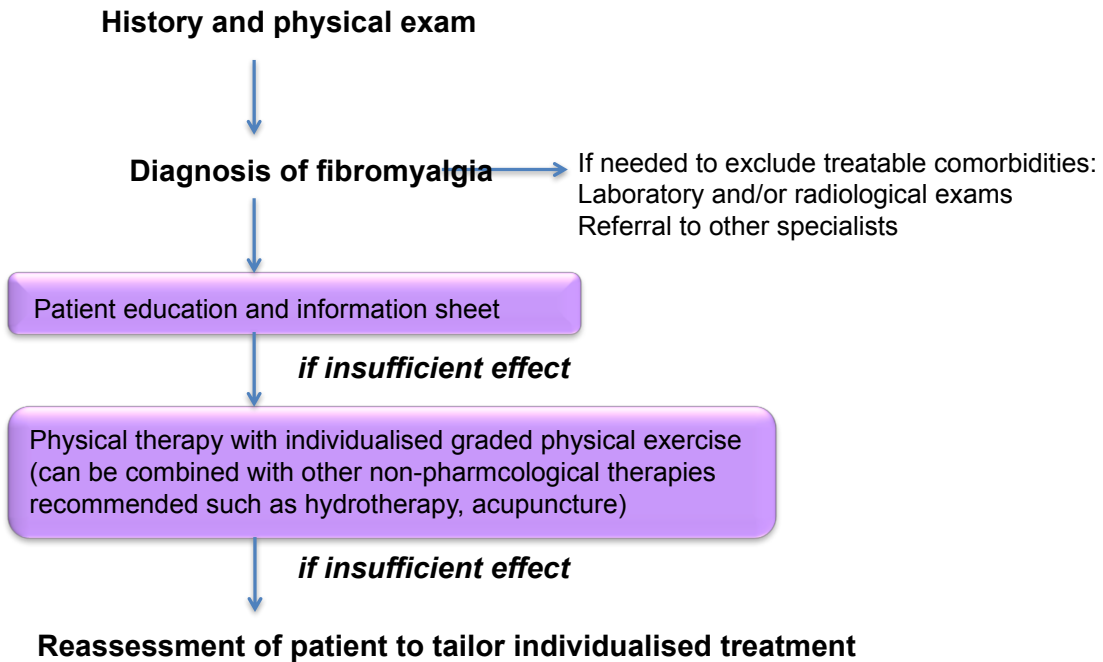 History and physical exam
Diagnosis of fibromyalgia
If needed to exclude treatable comorbidities:
Laboratory and/or radiological exams
Referral to other specialists
Patient education and information sheet
if insufficient effect
Physical therapy with individualised graded physical exercise
(can be combined with other non-pharmcological therapies
recommended such as hydrotherapy, acupuncture)
if insufficient effect
Reassessment of patient to tailor individualised treatment